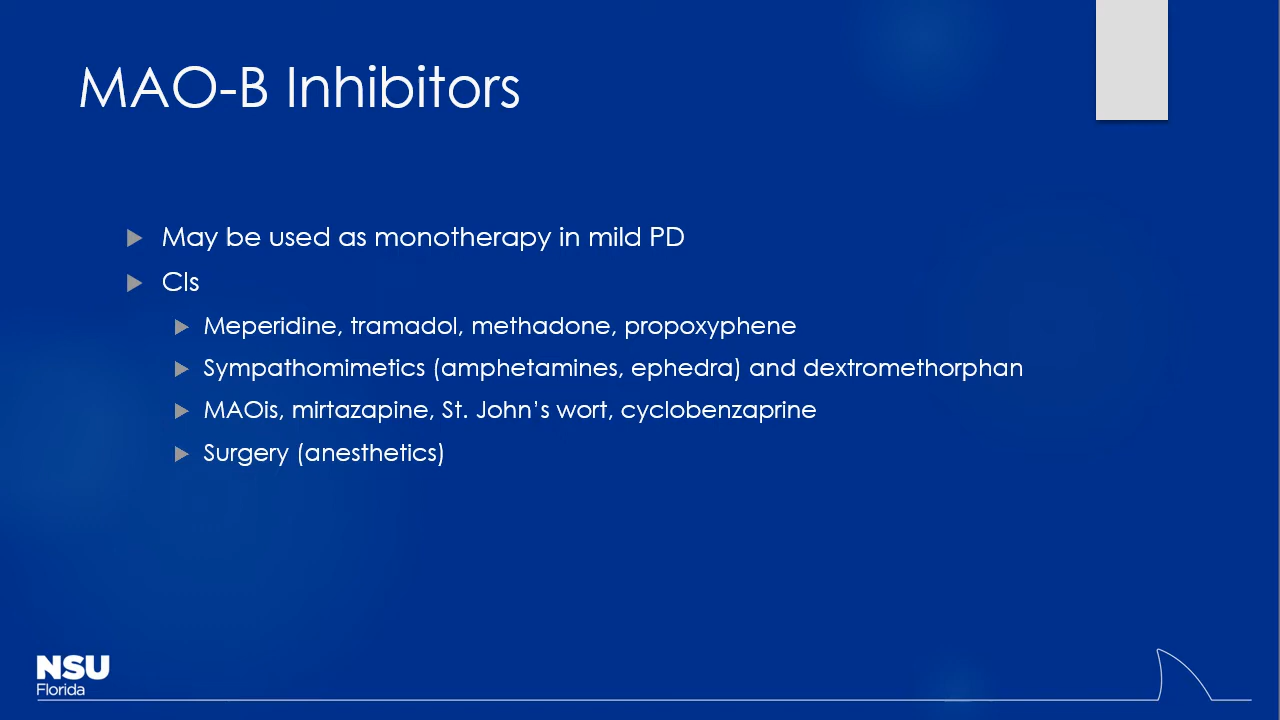 MAO-B Inhibitors
May be used as monotherapy in mild PD
CIs
Meperidine, tramadol, methadone, propoxyphene
Sympathomimetics (amphetamines, ephedra) and dextromethorphan
MAOis, mirtazapine, St. John’s wort, cyclobenzaprine
Surgery (anesthetics)
NSU
Florida